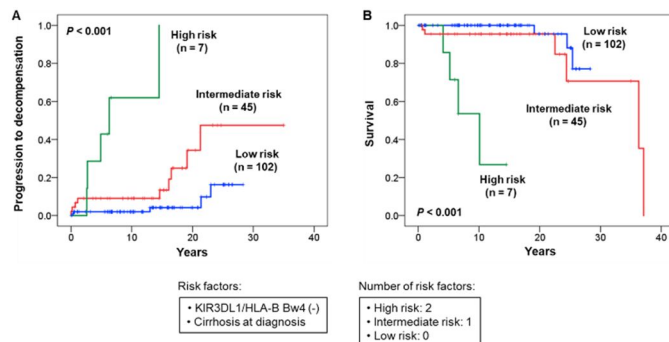 A
P < 0.001
High risk
(n = 7)
Intermediate risk
(n = 45)
Low risk
(n = 102)
Progression to decompensation
1.0
0.8
0.6
0.4
0.2
0.0
0
10
20
30
40
Years
B
Low risk
(n = 102)
Intermediate risk
(n = 45)
High risk
(n = 7)
P < 0.001
Survival
1.0
0.8
0.6
0.4
0.2
0.0
0
10
20
30
40
Years
Risk factors:
• KIR3DL1/HLA-B Bw4 (-)
• Cirrhosis at diagnosis
Number of risk factors:
• High risk: 2
• Intermediate risk: 1
• Low risk: 0